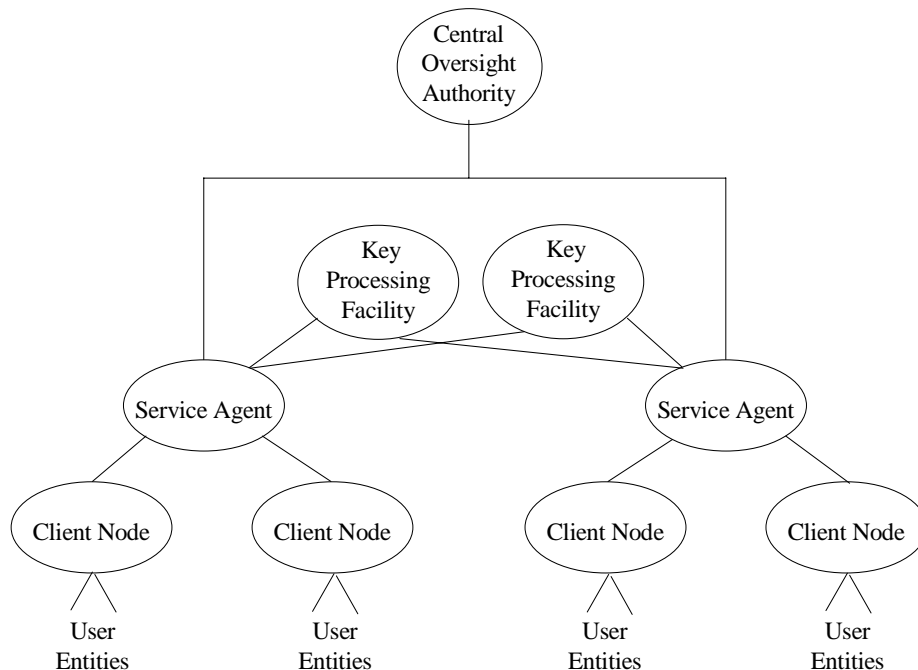 Central
Oversight
Authority
Key
Processing
Facility
Key
Processing
Facility
Service Agent
Service Agent
Client Node
Client Node
Client Node
Client Node
User
Entities
User
Entities
User
Entities
User
Entities